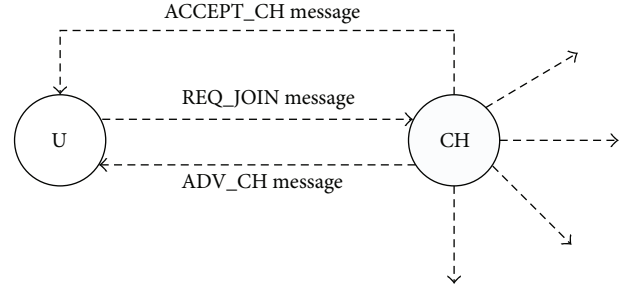 ACCEPT_CH message
REQ_JOIN message
U
CH
ADV_CH message